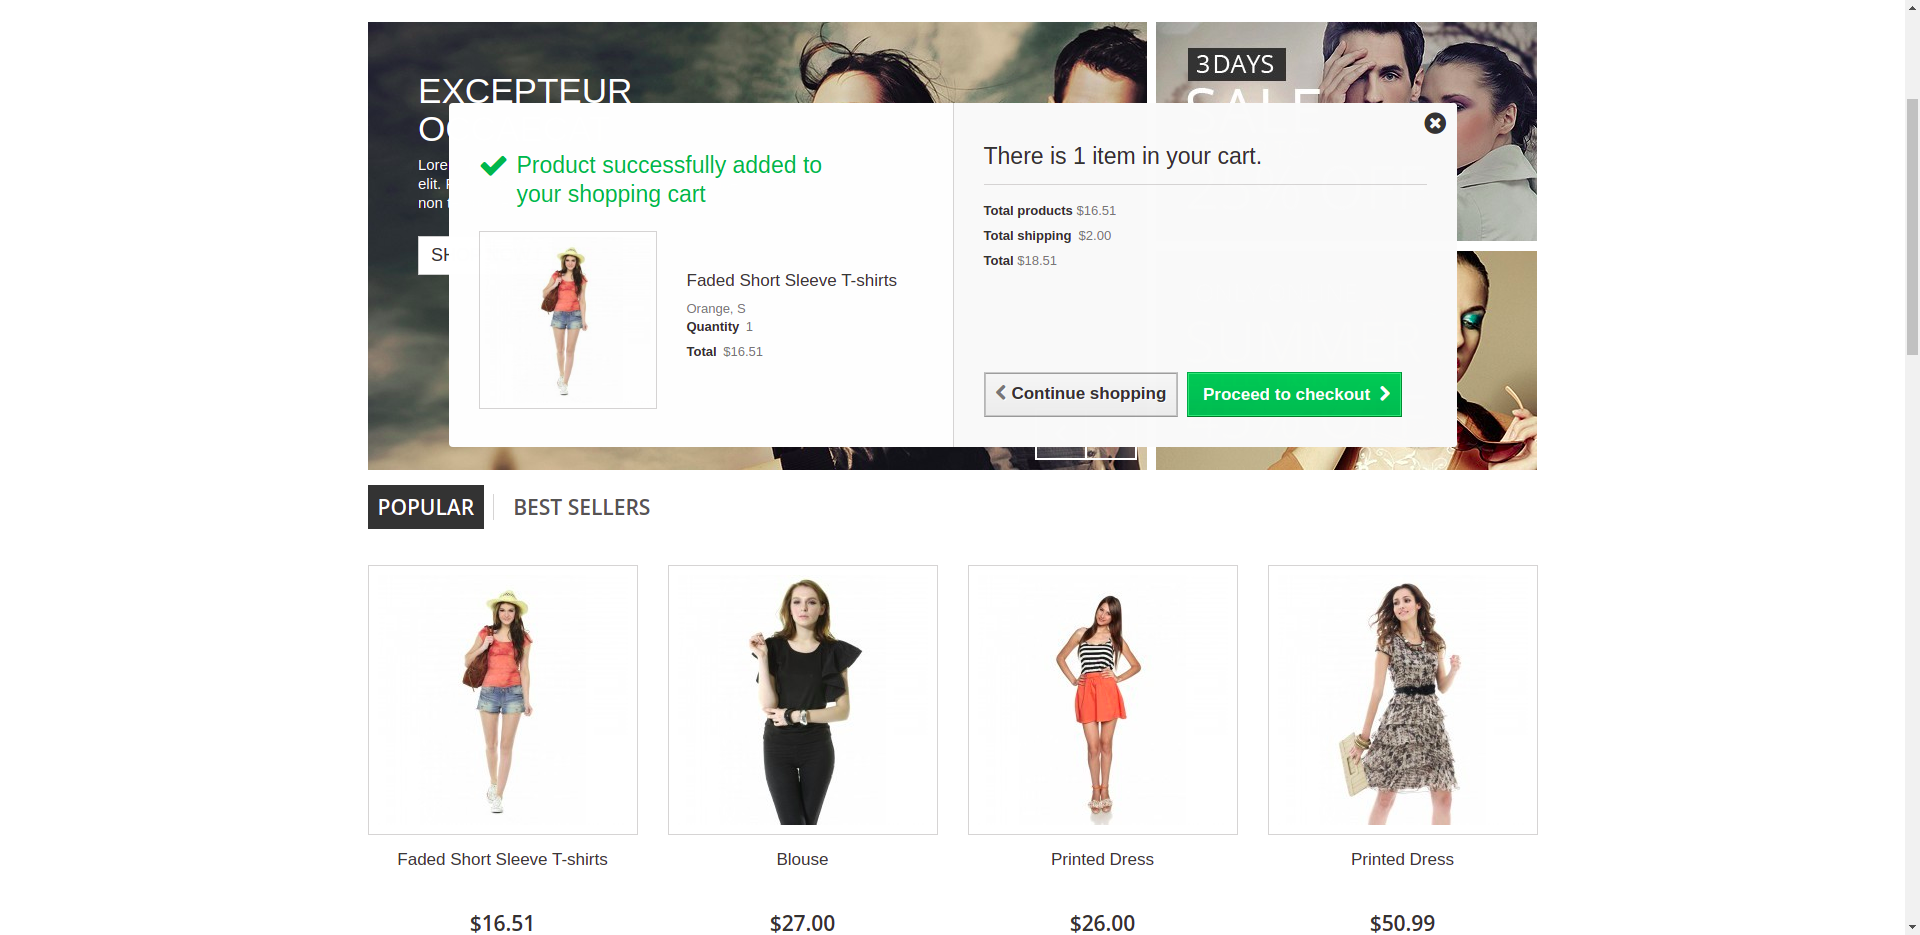 EXCEPTEUR
3 DAYS
SALE
Lore
elit.
non
Product successfully added to
your shopping cart
There is 1 item in your cart.
Total products $16.51
Total shipping $2.00
Total $18.51
Faded Short Sleeve T-shirts
Orange, S
Quantity 1
Total $16.51
Continue shopping
Proceed to checkout
POPULAR
BEST SELLERS
Faded Short Sleeve T-shirts
Blouse
Printed Dress
Printed Dress
$16.51
$27.00
$26.00
$50.99